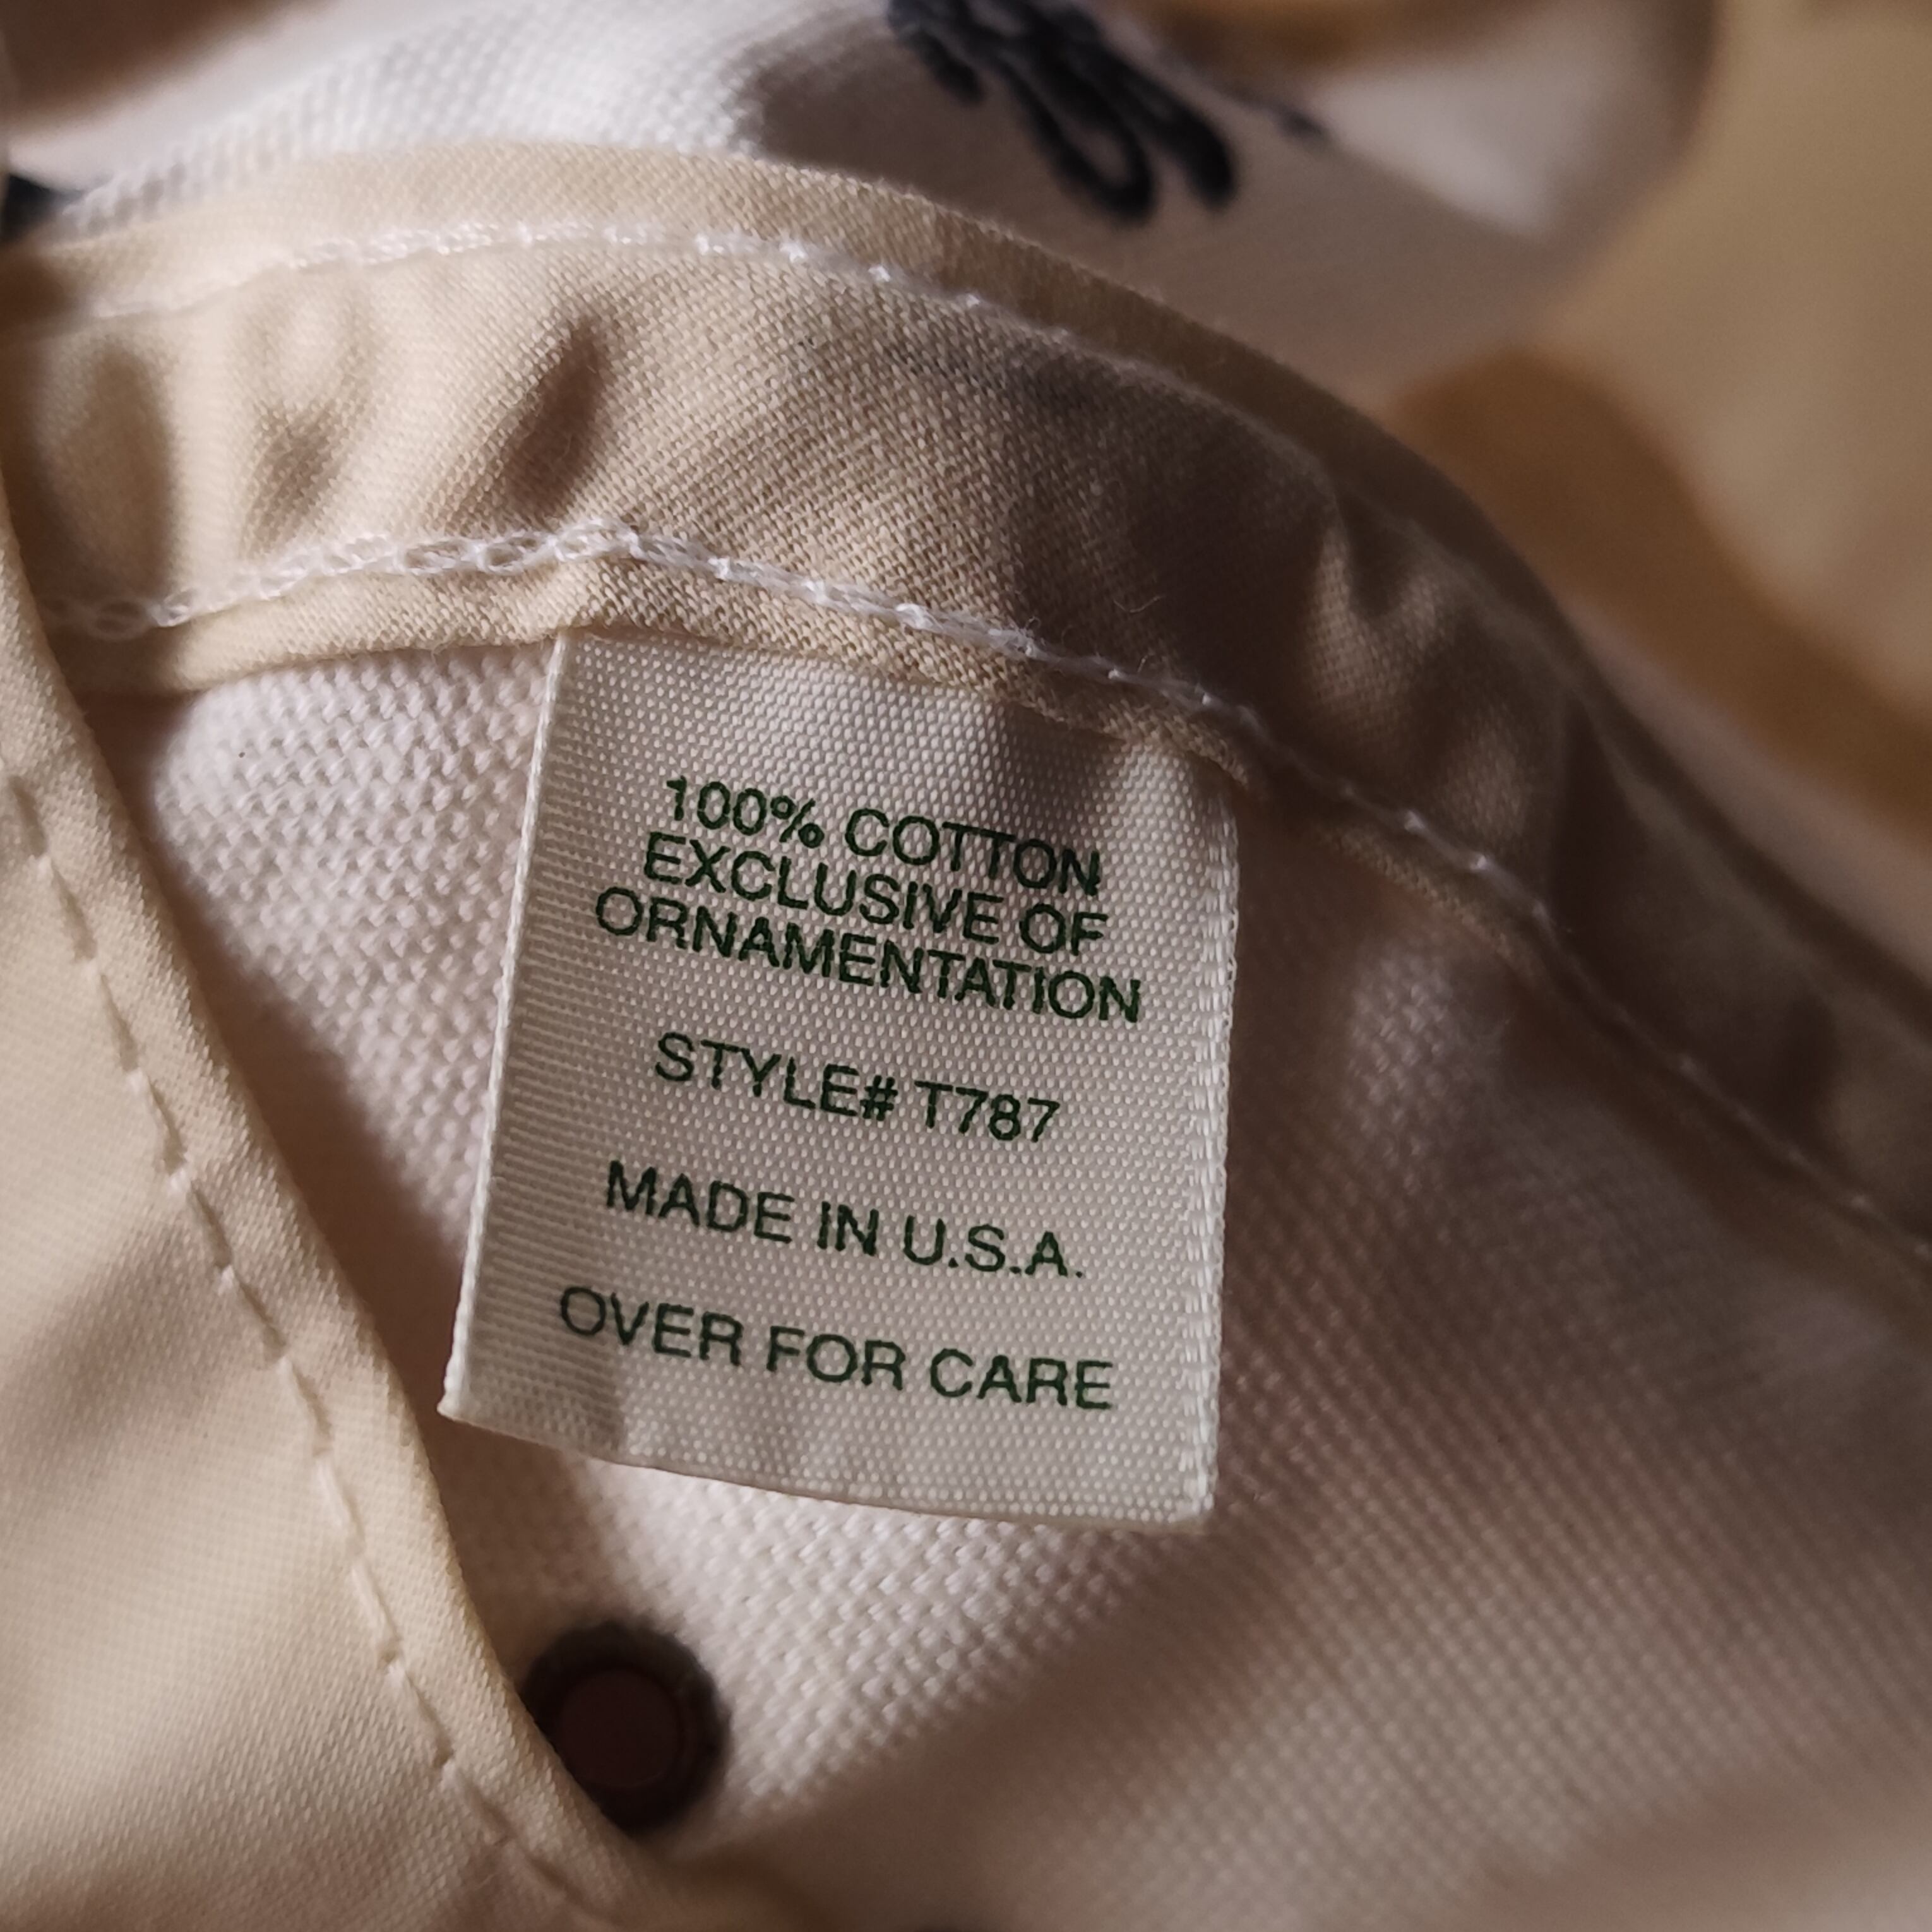 100% COTTON
EXCLUSIVE OF
ORNAMENTATION
STYLE# T787
MADE IN U.S.A.
OVER FOR CARE